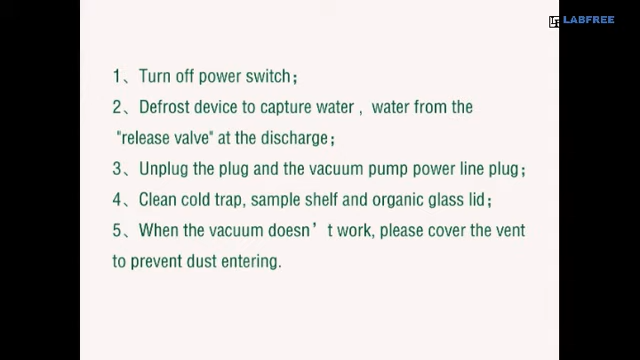 LABFREE
1、Turn off power switch;
2、Defrost device to capture water , water from the
"release valve" at the discharge;
3、Unplug the plug and the vacuum pump power line plug;
4、Clean cold trap, sample shelf and organic glass lid;
5、When the vacuum doesn't work, please cover the vent
to prevent dust entering.